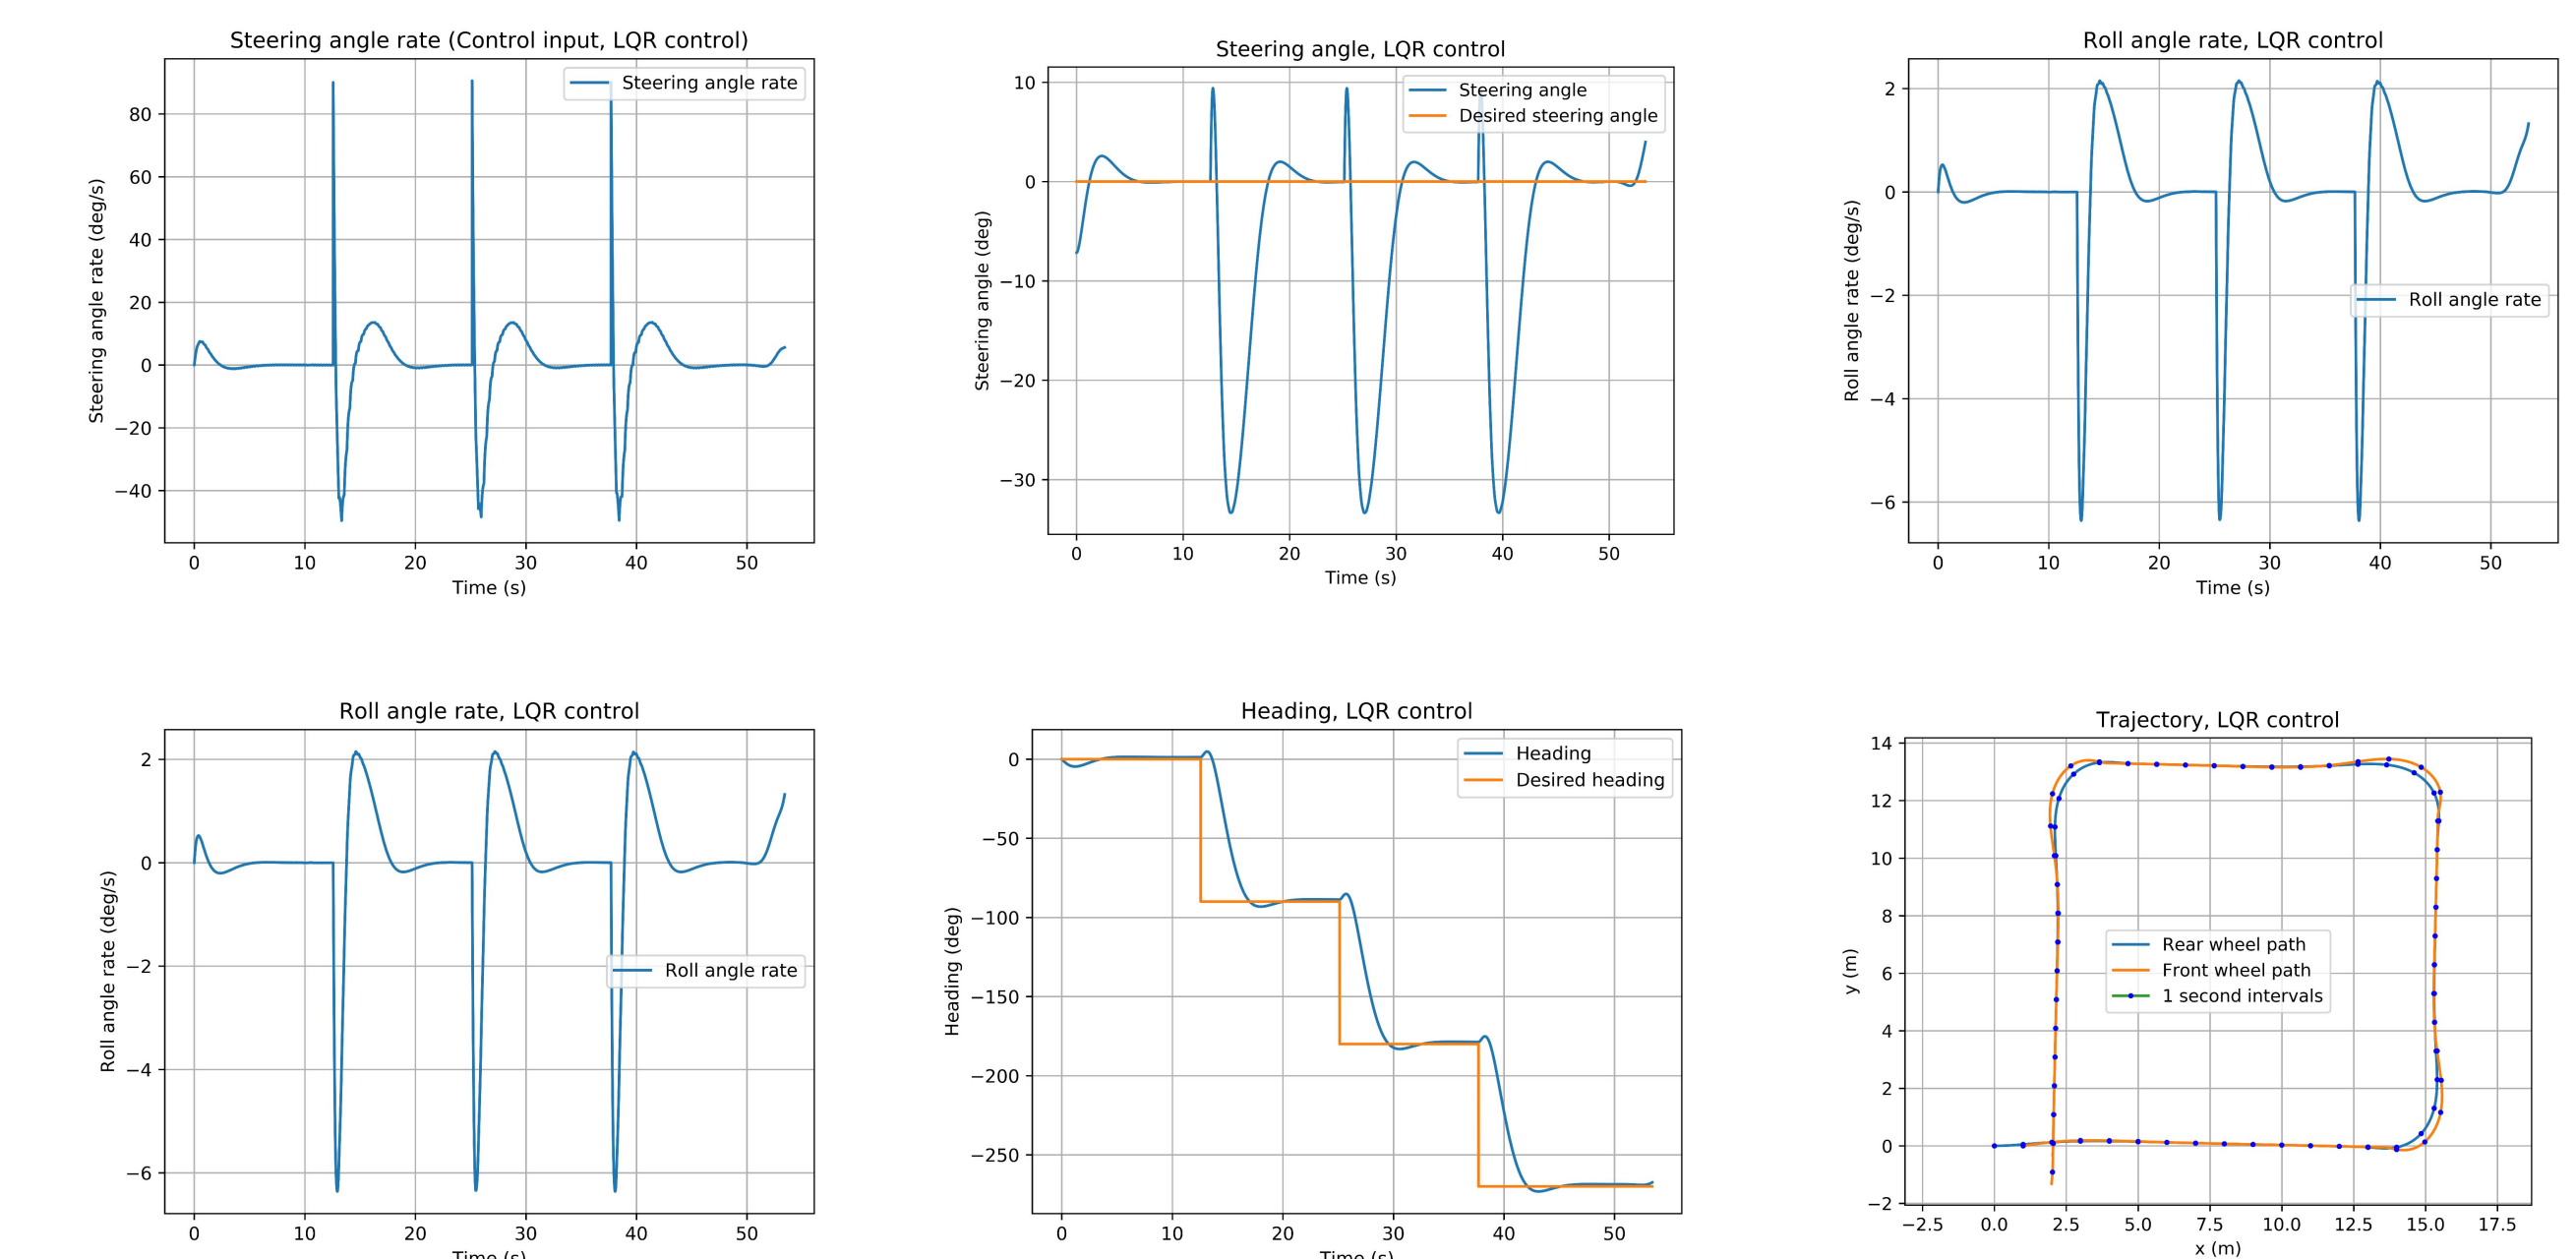 Steering angle rate (Control input, LQR control)
Steering angle rate
Steering angle rate (deg/s)
80
60
40
20
0
−20
−40
0 10 20 30 40 50
Time (s)
Steering angle, LQR control
Steering angle
Desired steering angle
Steering angle (deg)
10
0
−10
−20
−30
0 10 20 30 40 50
Time (s)
Roll angle rate, LQR control
Roll angle rate
Roll angle rate (deg/s)
2
0
−2
−4
−6
0 10 20 30 40 50
Time (s)
Roll angle rate, LQR control
Roll angle rate
Roll angle rate (deg/s)
2
0
−2
−4
−6
0 10 20 30 40 50
Time (s)
Heading, LQR control
Heading
Desired heading
Heading (deg)
0
−50
−100
−150
−200
−250
0 10 20 30 40 50
Time (s)
Trajectory, LQR control
Rear wheel path
Front wheel path
1 second intervals
y (m)
14
12
10
8
6
4
2
0
−2
−2.5 0.0 2.5 5.0 7.5 10.0 12.5 15.0 17.5
x (m)